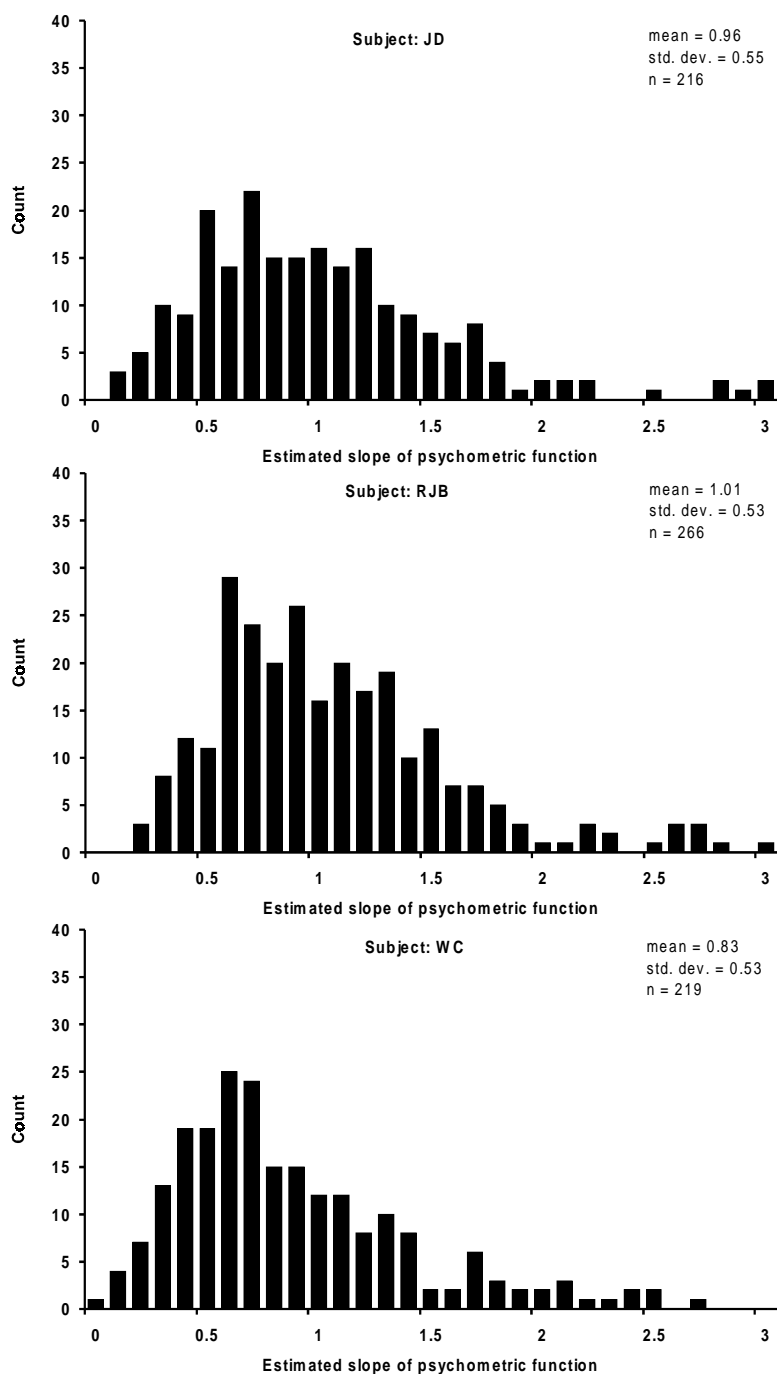 Subject: JD
mean = 0.96
std. dev. = 0.55
n = 216
Count
40
35
30
25
20
15
10
5
0
0 0.5 1 1.5 2 2.5 3
Estimated slope of psychometric function
Subject: RJB
mean = 1.01
std. dev. = 0.53
n = 266
Count
40
35
30
25
20
15
10
5
0
0 0.5 1 1.5 2 2.5 3
Estimated slope of psychometric function
Subject: WC
mean = 0.83
std. dev. = 0.53
n = 219
Count
40
35
30
25
20
15
10
5
0
0 0.5 1 1.5 2 2.5 3
Estimated slope of psychometric function